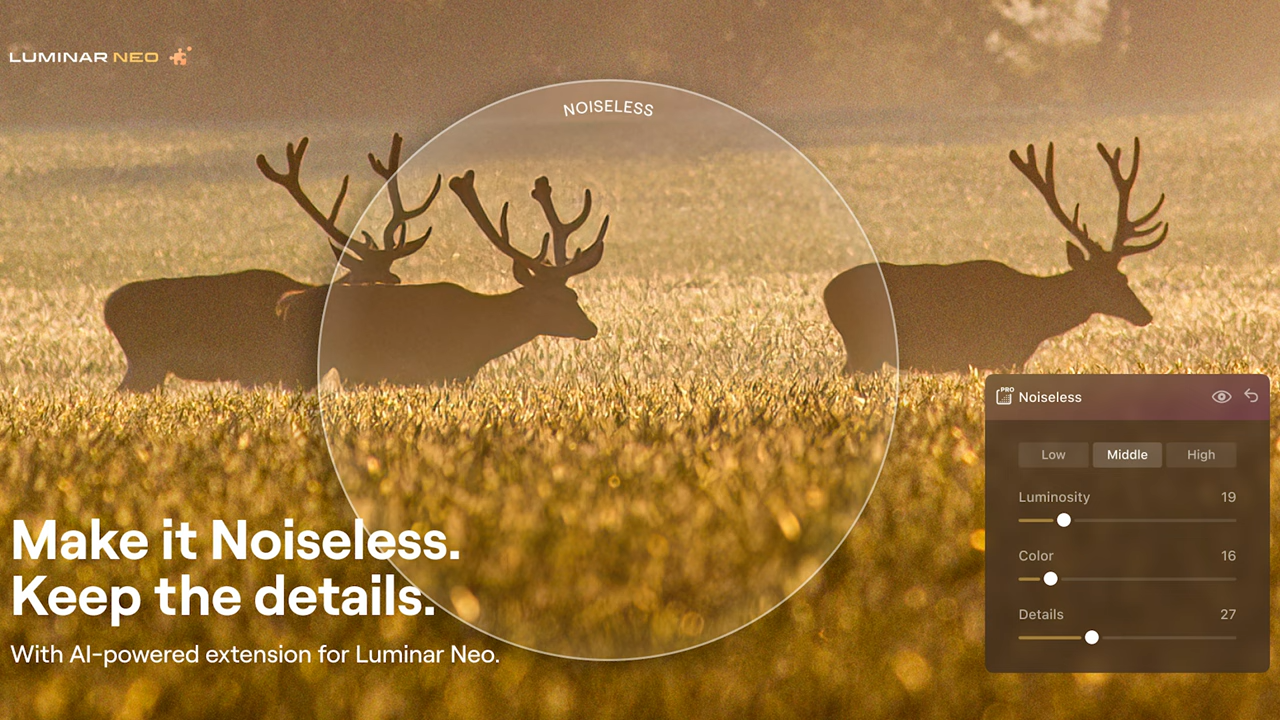 LUMINAR NEO
NOISELESS
Make it Noiseless.
Keep the details.
With AI-powered extension for Luminar Neo.
PRO
Noiseless
Low Middle High
Luminosity 19
Color 16
Details 27